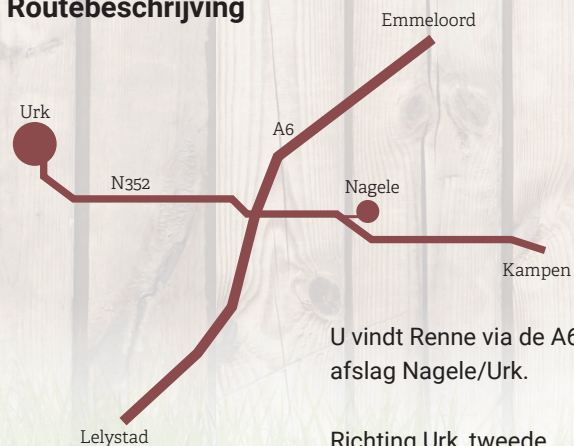 Routebeschrijving
Emmeloord
Urk
A6
N352
Nagele
Kampen
U vindt Renne via de A6
afslag Nagele/Urk.
Lelystad
Richting Urk, tweede